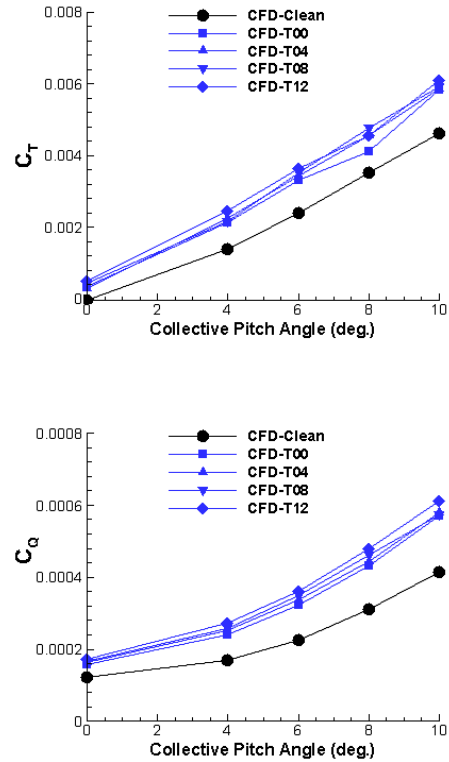 0.008
CFD-Clean
CFD-T00
CFD-T04
CFD-T08
CFD-T12
0.006
0.004
0.002
0
C_T
0 2 4 6 8 10
Collective Pitch Angle (deg.)
0.0008
CFD-Clean
CFD-T00
CFD-T04
CFD-T08
CFD-T12
0.0006
0.0004
0.0002
0
C_Q
0 2 4 6 8 10
Collective Pitch Angle (deg.)